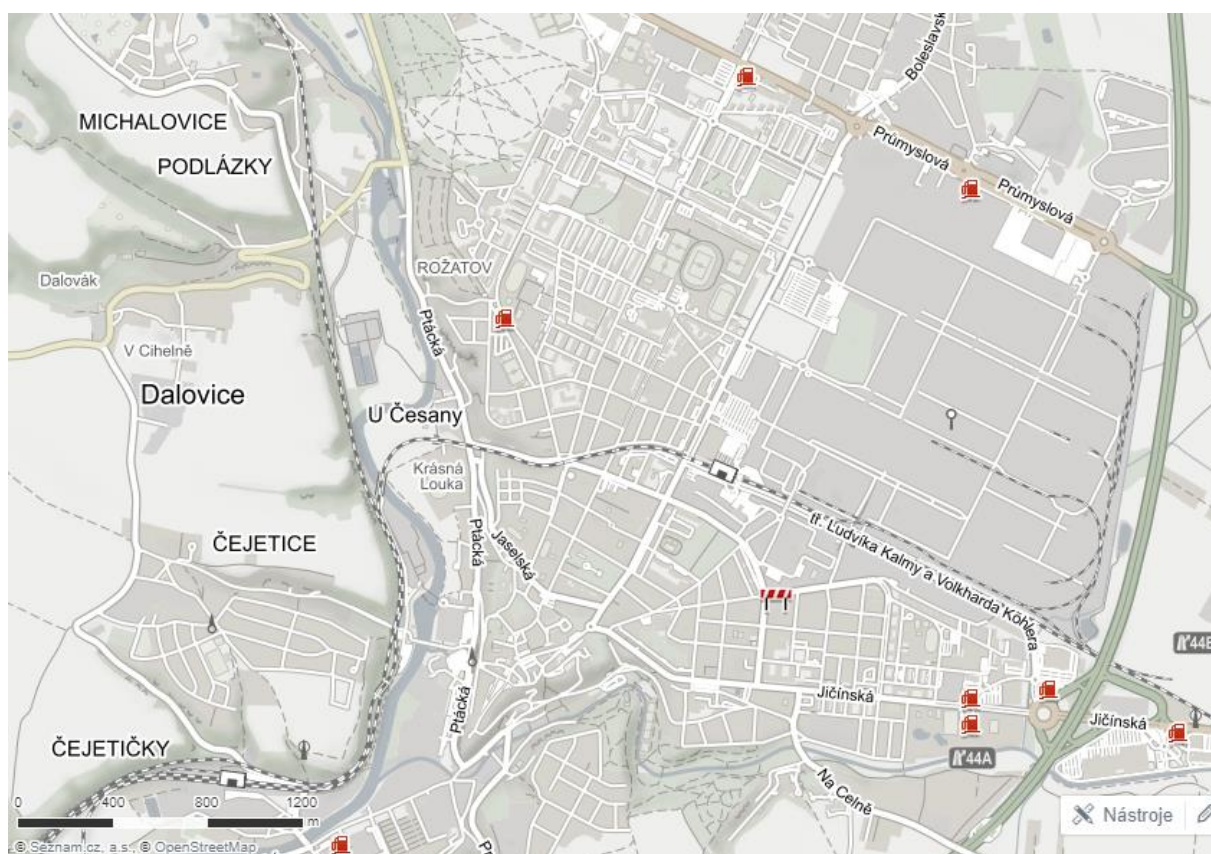 Boleslavsk
MICHALOVICE
PODLÁZKY
Průmyslová
Průmyslová
ROŽATOV
Dalovák
Ptácká
V Cihelně
Dalovice
U Česany
Krásná
Louka
Ptácká
Jaselská
tř. Ludvíka Kalmy a Volkharda Köhlera
ČEJETICE
44B
Jičínská
Ptácká
Jičínská
ČEJETIČKY
44A
Na Celně
0 400 800 1200
m
Nástroje
© Seznam.cz, a.s., © OpenStreetMap